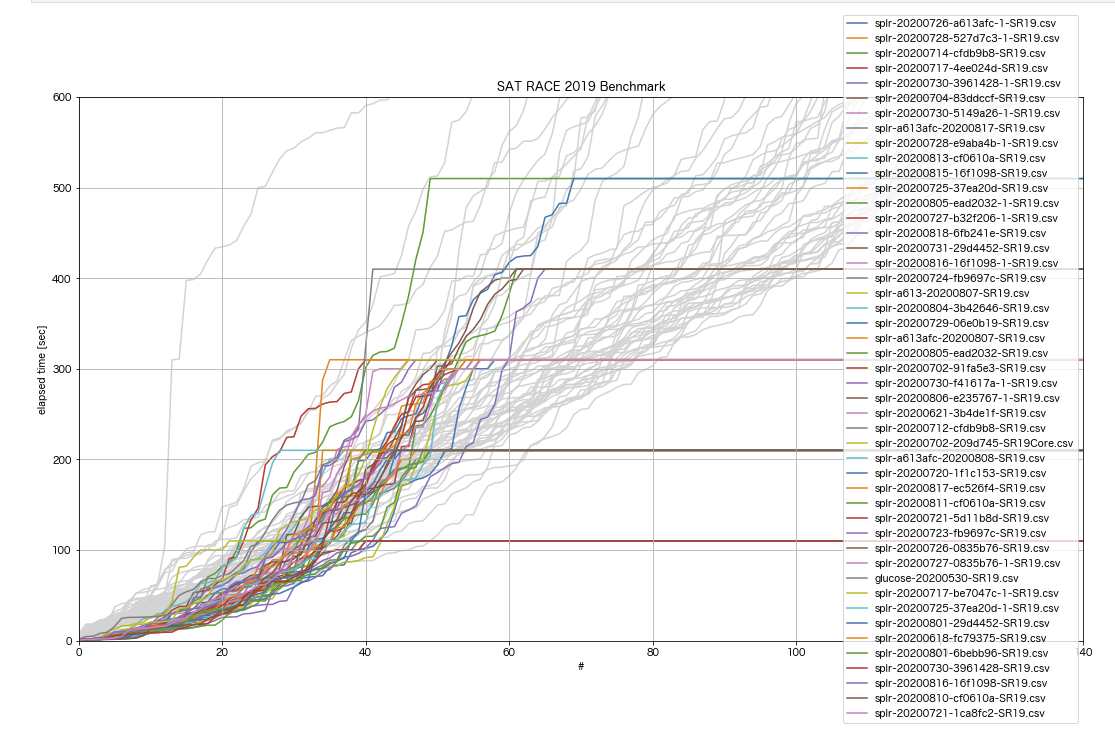 SAT RACE 2019 Benchmark
elapsed time [sec]
600
500
400
300
200
100
0
0 20 40 60 80 100 40
#
splr-20200726-a613afc-1-SR19.csv
splr-20200728-527d7c3-1-SR19.csv
splr-20200714-cfdb9b8-SR19.csv
splr-20200717-4ee024d-SR19.csv
splr-20200730-3961428-1-SR19.csv
splr-20200704-83ddccf-SR19.csv
splr-20200730-5149a26-1-SR19.csv
splr-a613afc-20200817-SR19.csv
splr-20200728-e9aba4b-1-SR19.csv
splr-20200813-cf0610a-SR19.csv
splr-20200815-16f1098-SR19.csv
splr-20200725-37ea20d-SR19.csv
splr-20200805-ead2032-1-SR19.csv
splr-20200727-b32f206-1-SR19.csv
splr-20200818-6fb241e-SR19.csv
splr-20200731-29d4452-SR19.csv
splr-20200816-16f1098-1-SR19.csv
splr-20200724-fb9697c-SR19.csv
splr-a613-20200807-SR19.csv
splr-20200804-3b42646-SR19.csv
splr-20200729-06e0b19-SR19.csv
splr-a613afc-20200807-SR19.csv
splr-20200805-ead2032-SR19.csv
splr-20200702-91fa5e3-SR19.csv
splr-20200730-f41617a-1-SR19.csv
splr-20200806-e235767-1-SR19.csv
splr-20200621-3b4de1f-SR19.csv
splr-20200712-cfdb9b8-SR19.csv
splr-20200702-209d745-SR19Core.csv
splr-a613afc-20200808-SR19.csv
splr-20200720-1f1c153-SR19.csv
splr-20200817-ec526f4-SR19.csv
splr-20200811-cf0610a-SR19.csv
splr-20200721-5d11b8d-SR19.csv
splr-20200723-fb9697c-SR19.csv
splr-20200726-0835b76-SR19.csv
splr-20200727-0835b76-1-SR19.csv
glucose-20200530-SR19.csv
splr-20200717-be7047c-1-SR19.csv
splr-20200725-37ea20d-1-SR19.csv
splr-20200801-29d4452-SR19.csv
splr-20200618-fc79375-SR19.csv
splr-20200801-6bebb96-SR19.csv
splr-20200730-3961428-SR19.csv
splr-20200816-16f1098-SR19.csv
splr-20200810-cf0610a-SR19.csv
splr-20200721-1ca8fc2-SR19.csv